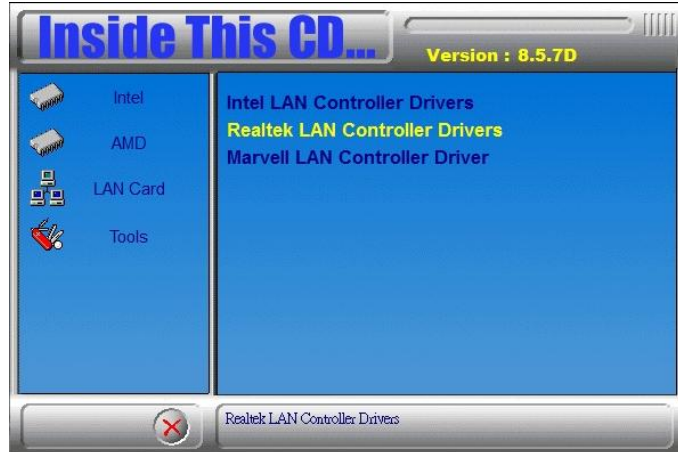 Inside This CD...
Version : 8.5.7D
Intel
AMD
LAN Card
Tools
Intel LAN Controller Drivers
Realtek LAN Controller Drivers
Marvell LAN Controller Driver
Realtek LAN Controller Drivers